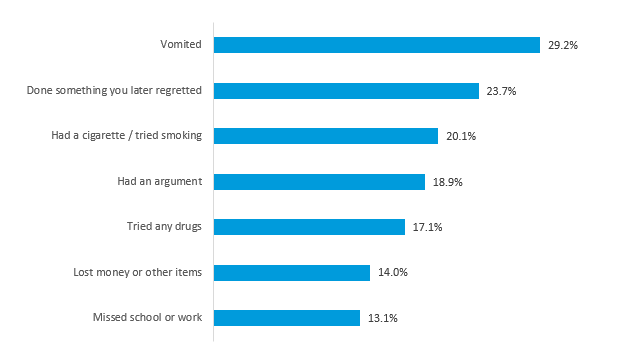 Vomited 29.2%
Done something you later regretted 23.7%
Had a cigarette / tried smoking 20.1%
Had an argument 18.9%
Tried any drugs 17.1%
Lost money or other items 14.0%
Missed school or work 13.1%